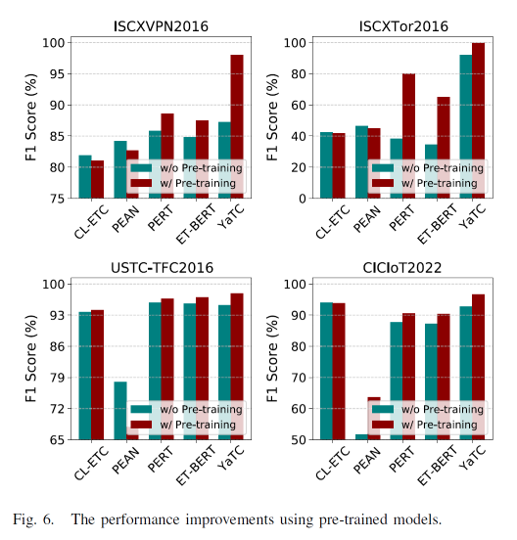 ISCXVPN2016
F1 Score (%)
100
95
90
85
80
75
w/o Pre-training
w/ Pre-training
CL-ETC
PEAN
PERT
ET-BERT
YaTC
ISCXTor2016
F1 Score (%)
100
80
60
40
20
0
w/o Pre-training
w/ Pre-training
CL-ETC
PEAN
PERT
ET-BERT
YaTC
USTC-TFC2016
F1 Score (%)
100
93
86
79
72
65
w/o Pre-training
w/ Pre-training
CL-ETC
PEAN
PERT
ET-BERT
YaTC
CICIoT2022
F1 Score (%)
100
90
80
70
60
50
w/o Pre-training
w/ Pre-training
CL-ETC
PEAN
PERT
ET-BERT
YaTC
Fig. 6. The performance improvements using pre-trained models.